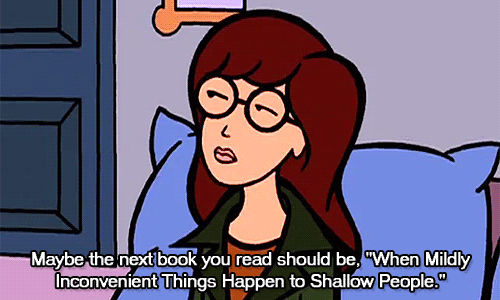 Maybe the next book you read should be, "When Mildly
Inconvenient Things Happen to Shallow People."